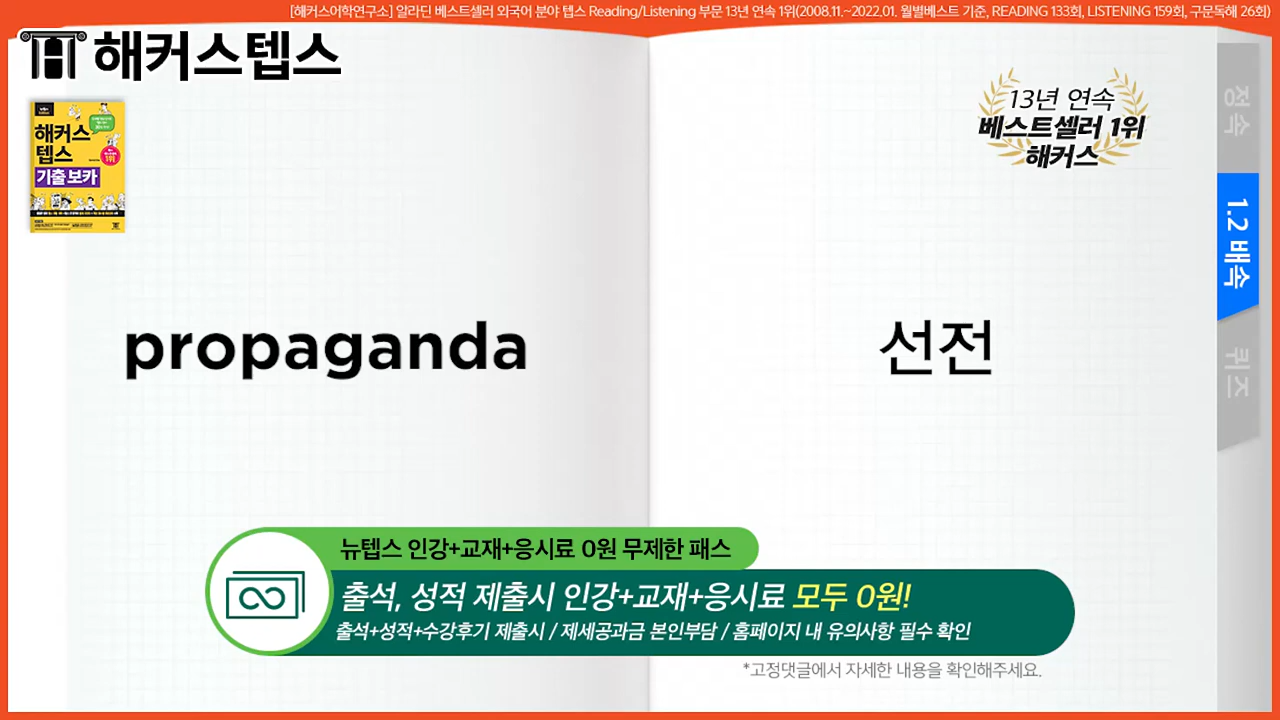 [해커스어학연구소] 알라딘 베스트셀러 외국어 분야 텝스 Reading/Listening 부문 13년 연속 1위(2008.11.~2022.01. 월별베스트 기준, READING 133회, LISTENING 159회, 구문독해 26회)
해커스텝스
해커스
텝스
기출 보카
13년 연속
베스트셀러 1위
해커스
정속
1.2 배속
퀴즈
propaganda
선전
뉴텝스 인강+교재+응시료 0원 무제한 패스
출석, 성적 제출시 인강+교재+응시료 모두 0원!
출석+성적+수강후기 제출시 / 제세공과금 본인부담 / 홈페이지 내 유의사항 필수 확인
*고정댓글에서 자세한 내용을 확인해주세요.